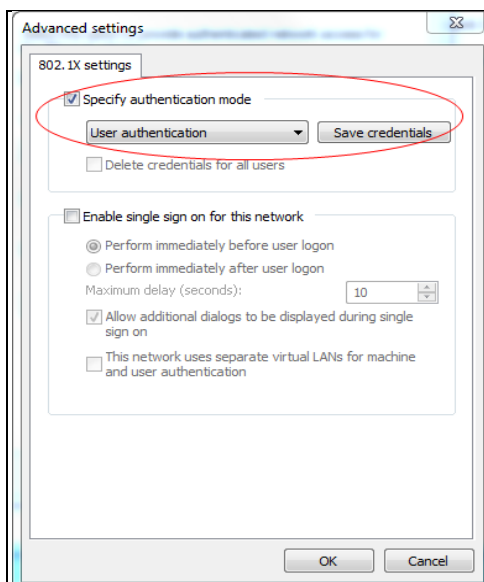 Advanced settings
802.1X settings
Specify authentication mode
User authentication
Save credentials
Delete credentials for all users
Enable single sign on for this network
Perform immediately before user logon
Perform immediately after user logon
Maximum delay (seconds):
10
Allow additional dialogs to be displayed during single
sign on
This network uses separate virtual LANs for machine
and user authentication
OK
Cancel